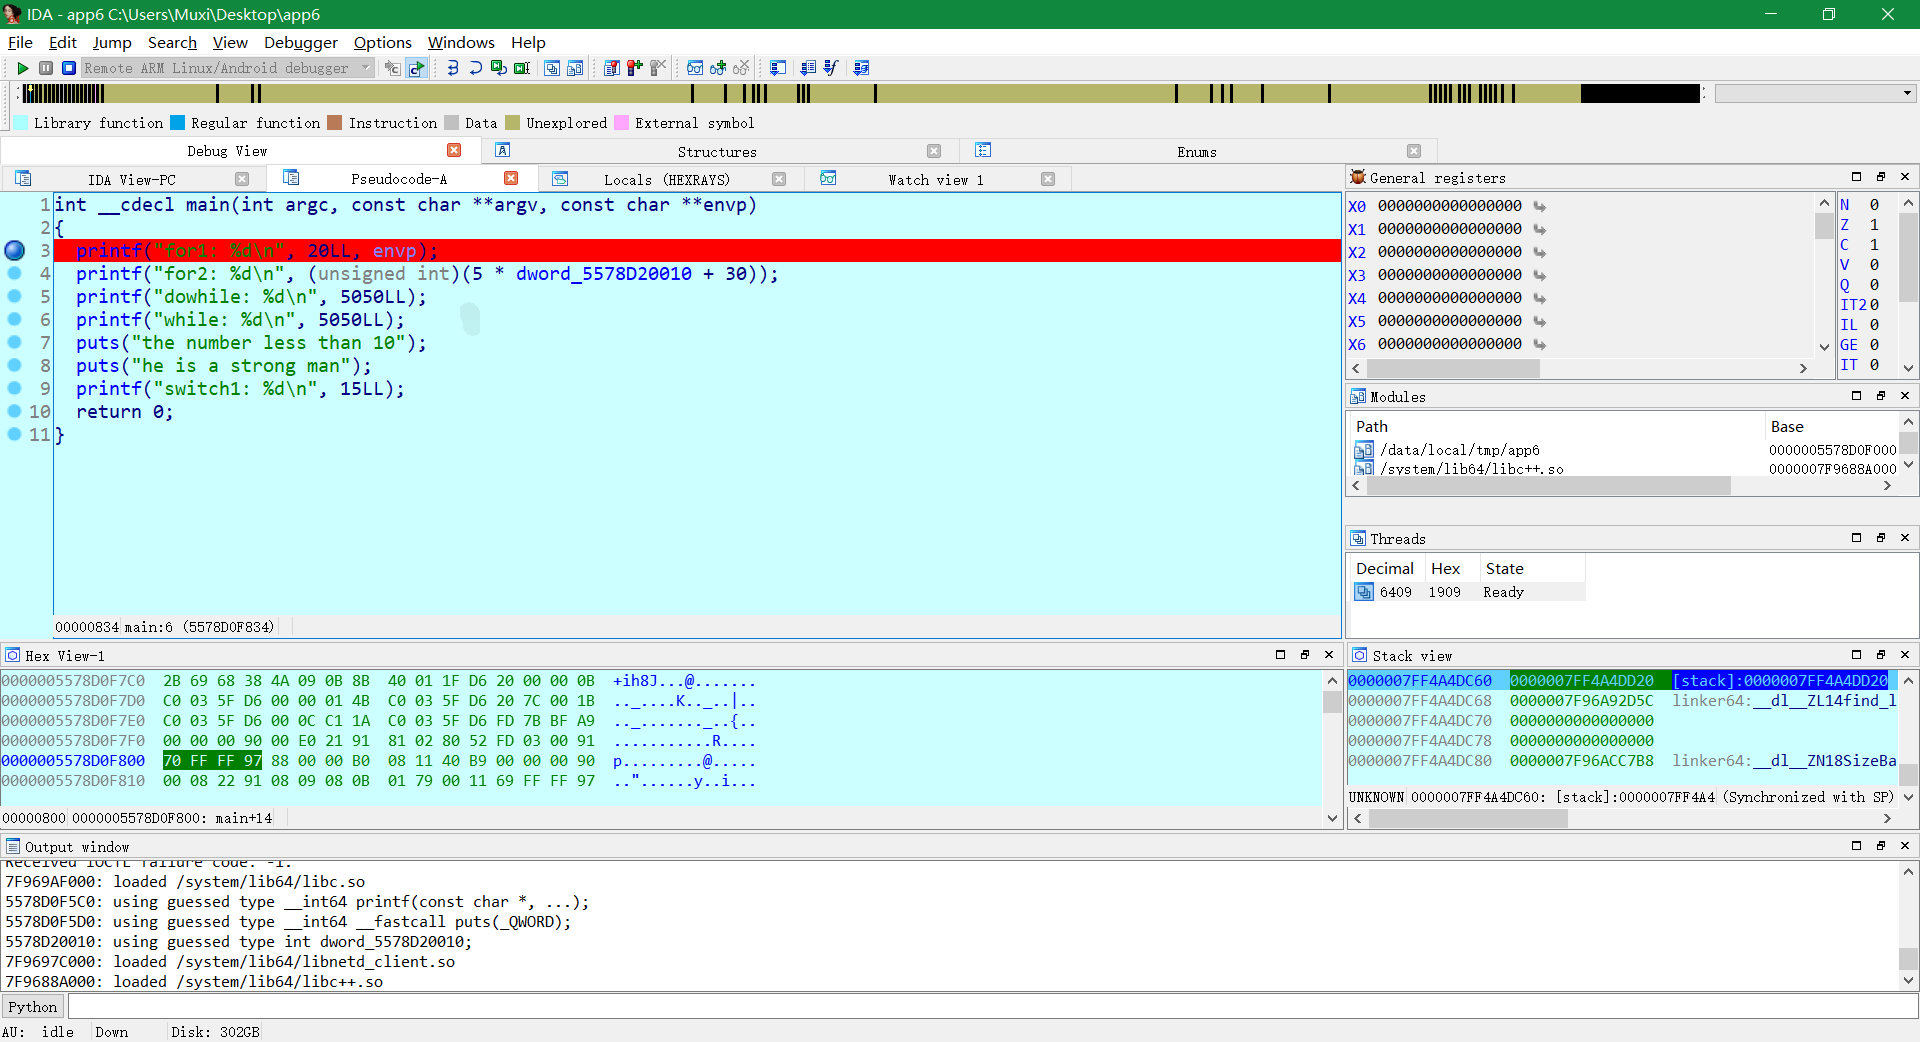 IDA - app6 C:\Users\Muxi\Desktop\app6
File Edit Jump Search View Debugger Options Windows Help
Remote ARM Linux/Android debugger
Library function Regular function Instruction Data Unexplored External symbol
Debug View Structures Enums
IDA View-PC Pseudocode-A Locals (HEXRAYS) Watch view 1
1 int __cdecl main(int argc, const char **argv, const char **envp)
2 {
3 printf("for1: %d\n", 20LL, envp);
4 printf("for2: %d\n", (unsigned int)(5 * dword_5578D20010 + 30));
5 printf("dowhile: %d\n", 5050LL);
6 printf("while: %d\n", 5050LL);
7 puts("the number less than 10");
8 puts("he is a strong man");
9 printf("switch1: %d\n", 15LL);
10 return 0;
11 }
00000834 main:6 (5578D0F834)
General registers
X0 0000000000000000 N 0
X1 0000000000000000 Z 1
X2 0000000000000000 C 1
X3 0000000000000000 V 0
X4 0000000000000000 Q 0
X5 0000000000000000 IT2 0
X6 0000000000000000 IL 0
GE 0
IT 0
Modules
Path Base
/data/local/tmp/app6 0000005578D0F000
/system/lib64/libc++.so 0000007F9688A000
Threads
Decimal Hex State
6409 1909 Ready
Hex View-1
0000005578D0F7C0 2B 69 68 38 4A 09 0B 8B 40 01 1F D6 20 00 00 0B +ih8J...@.......
0000005578D0F7D0 C0 03 5F D6 00 00 01 4B C0 03 5F D6 20 7C 00 1B .._....K.._..|..
0000005578D0F7E0 C0 03 5F D6 00 0C C1 1A C0 03 5F D6 FD 7B BF A9 .._......._..{..
0000005578D0F7F0 00 00 00 90 00 E0 21 91 81 02 80 52 FD 03 00 91 ...........R....
0000005578D0F800 70 FF FF 97 88 00 00 B0 08 11 40 B9 00 00 00 90 p.........@.....
0000005578D0F810 00 08 22 91 08 09 08 0B 01 79 00 11 69 FF FF 97 .."......y..i...
00000800 0000005578D0F800: main+14
Stack view
0000007FF4A4DC60 0000007FF4A4DD20 [stack]:0000007FF4A4DD20
0000007FF4A4DC68 0000007F96A92D5C linker64:__dl__ZL14find_l
0000007FF4A4DC70 0000000000000000
0000007FF4A4DC78 0000000000000000
0000007FF4A4DC80 0000007F96ACC7B8 linker64:__dl__ZN18SizeBa
UNKNOWN 0000007FF4A4DC60: [stack]:0000007FF4A4 (Synchronized with SP)
Output window
Received IOCTL failure code: -1.
7F969AF000: loaded /system/lib64/libc.so
5578D0F5C0: using guessed type __int64 printf(const char *, ...);
5578D0F5D0: using guessed type __int64 __fastcall puts(_QWORD);
5578D20010: using guessed type int dword_5578D20010;
7F9697C000: loaded /system/lib64/libnetd_client.so
7F9688A000: loaded /system/lib64/libc++.so
Python
AU: idle Down Disk: 302GB